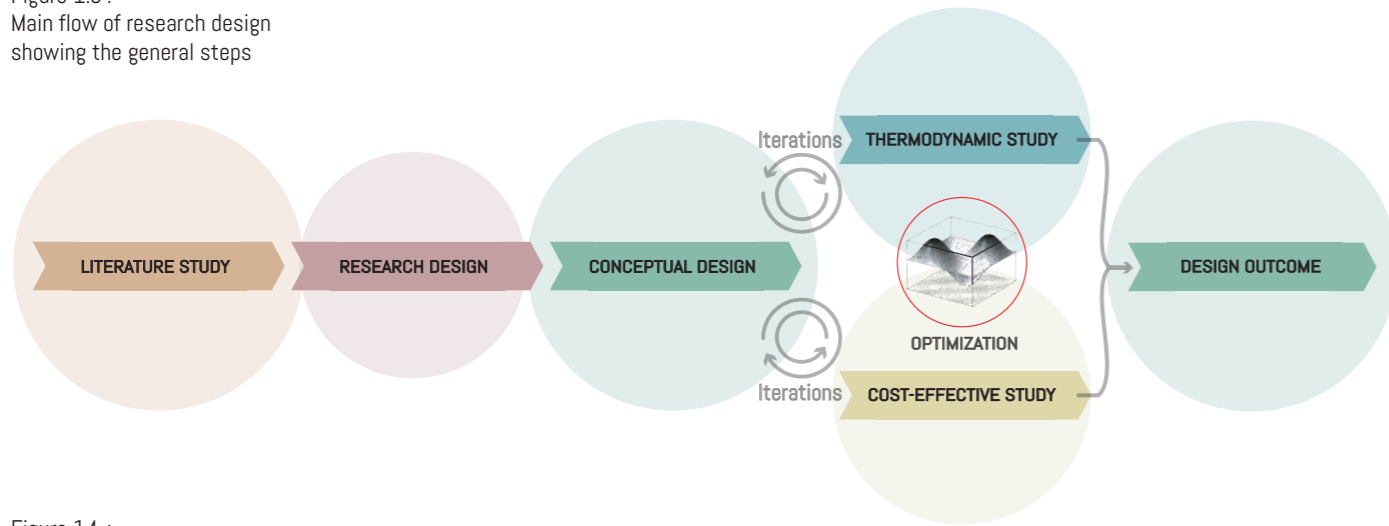 Main flow of research design
showing the general steps
Iterations
THERMODYNAMIC STUDY
LITERATURE STUDY
RESEARCH DESIGN
CONCEPTUAL DESIGN
DESIGN OUTCOME
OPTIMIZATION
Iterations
COST-EFFECTIVE STUDY